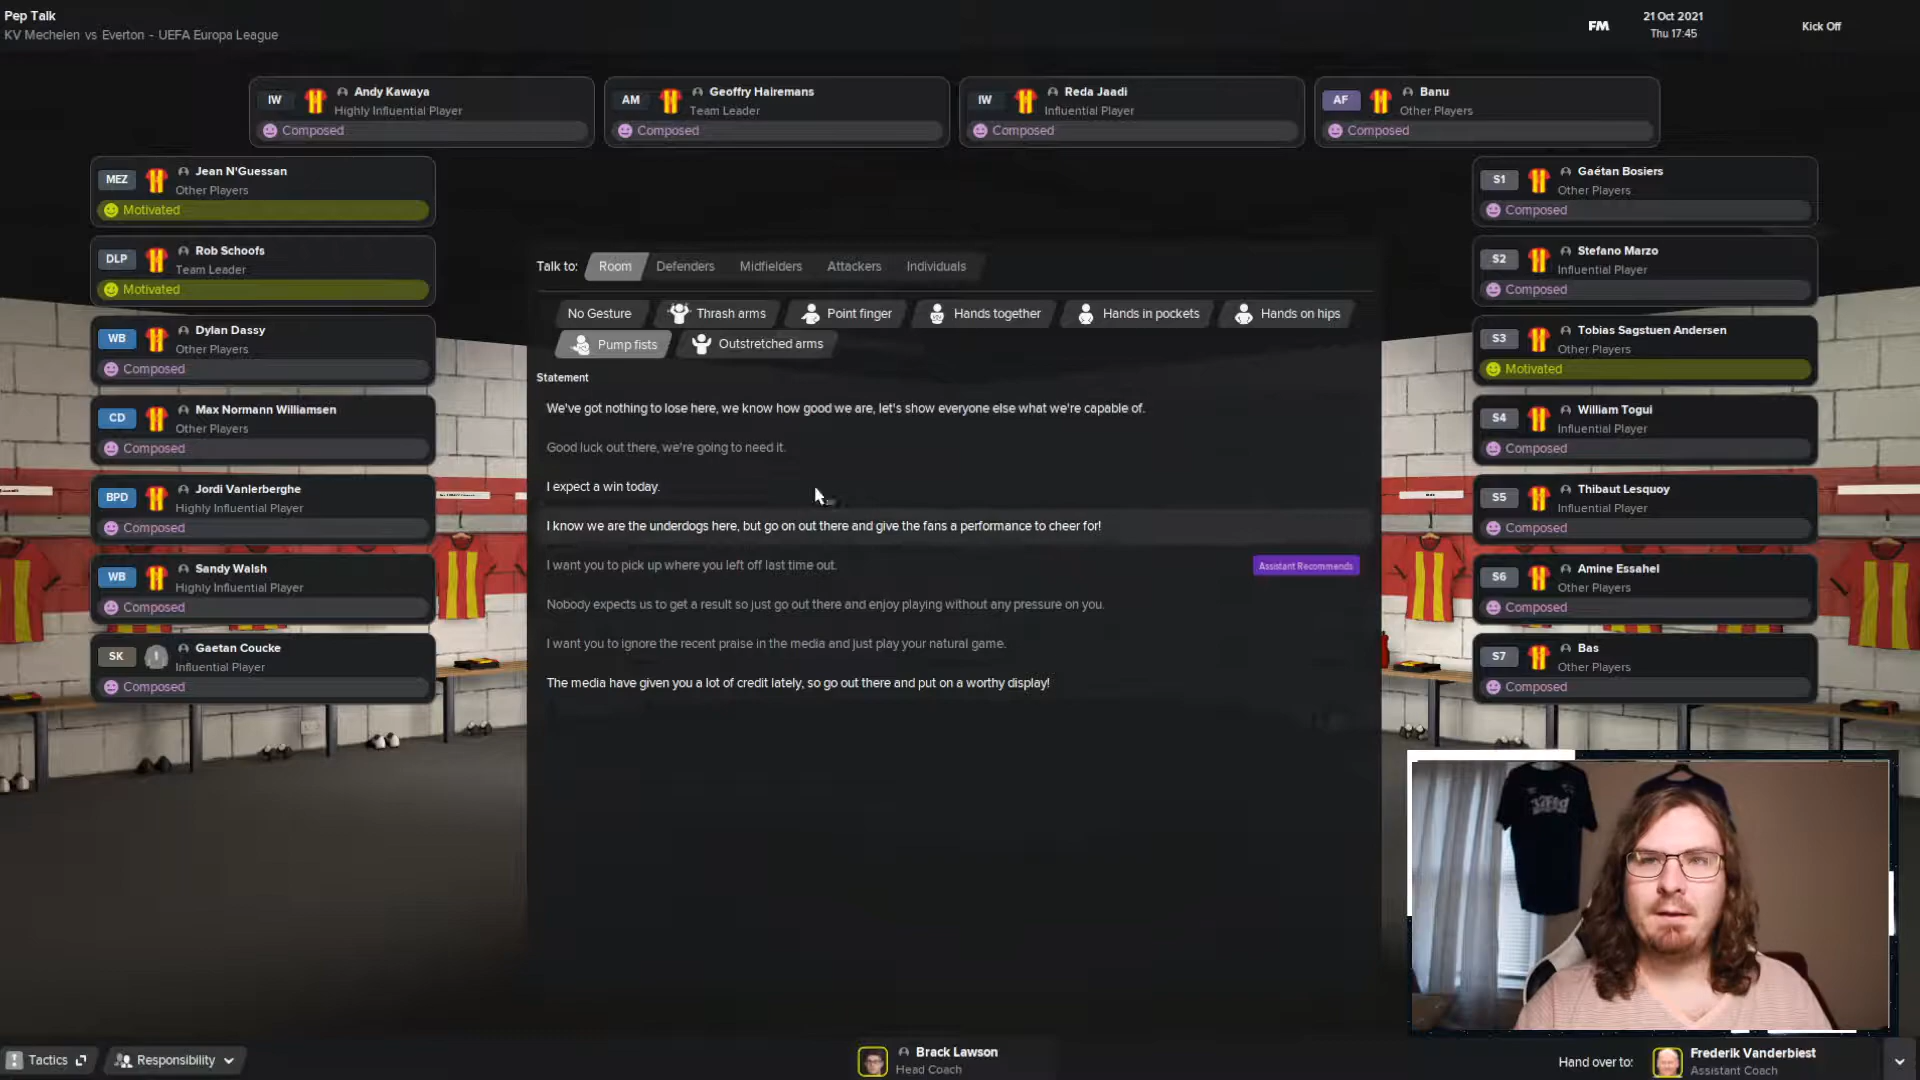 Pep Talk
KV Mechelen vs Everton - UEFA Europa League
FM
21 Oct 2021
Thu 17:45
Kick Off
IW
Andy Kawaya
Highly Influential Player
Composed
AM
Geoffry Hairemans
Team Leader
Composed
IW
Reda Jaadi
Influential Player
Composed
AF
Banu
Other Players
Composed
MEZ
Jean N'Guessan
Other Players
Motivated
DLP
Rob Schoofs
Team Leader
Motivated
WB
Dylan Dassy
Other Players
Composed
CD
Max Normann Williamsen
Other Players
Composed
BPD
Jordi Vanlerberghe
Highly Influential Player
Composed
WB
Sandy Walsh
Highly Influential Player
Composed
SK
Gaetan Coucke
Influential Player
Composed
Talk to: Room Defenders Midfielders Attackers Individuals
No Gesture Thrash arms Point finger Hands together Hands in pockets Hands on hips
Pump fists Outstretched arms
Statement
We've got nothing to lose here, we know how good we are, let's show everyone else what we're capable of.
Good luck out there, we're going to need it.
I expect a win today.
I know we are the underdogs here, but go on out there and give the fans a performance to cheer for!
I want you to pick up where you left off last time out. Assistant Recommends
Nobody expects us to get a result so just go out there and enjoy playing without any pressure on you.
I want you to ignore the recent praise in the media and just play your natural game.
The media have given you a lot of credit lately, so go out there and put on a worthy display!
S1
Gaétan Bosiers
Other Players
Composed
S2
Stefano Marzo
Influential Player
Composed
S3
Tobias Sagstuen Andersen
Other Players
Motivated
S4
William Togui
Influential Player
Composed
S5
Thibaut Lesquoy
Influential Player
Composed
S6
Amine Essahel
Other Players
Composed
S7
Bas
Other Players
Composed
Tactics
Responsibility
Brack Lawson
Head Coach
Hand over to:
Frederik Vanderbiest
Assistant Coach